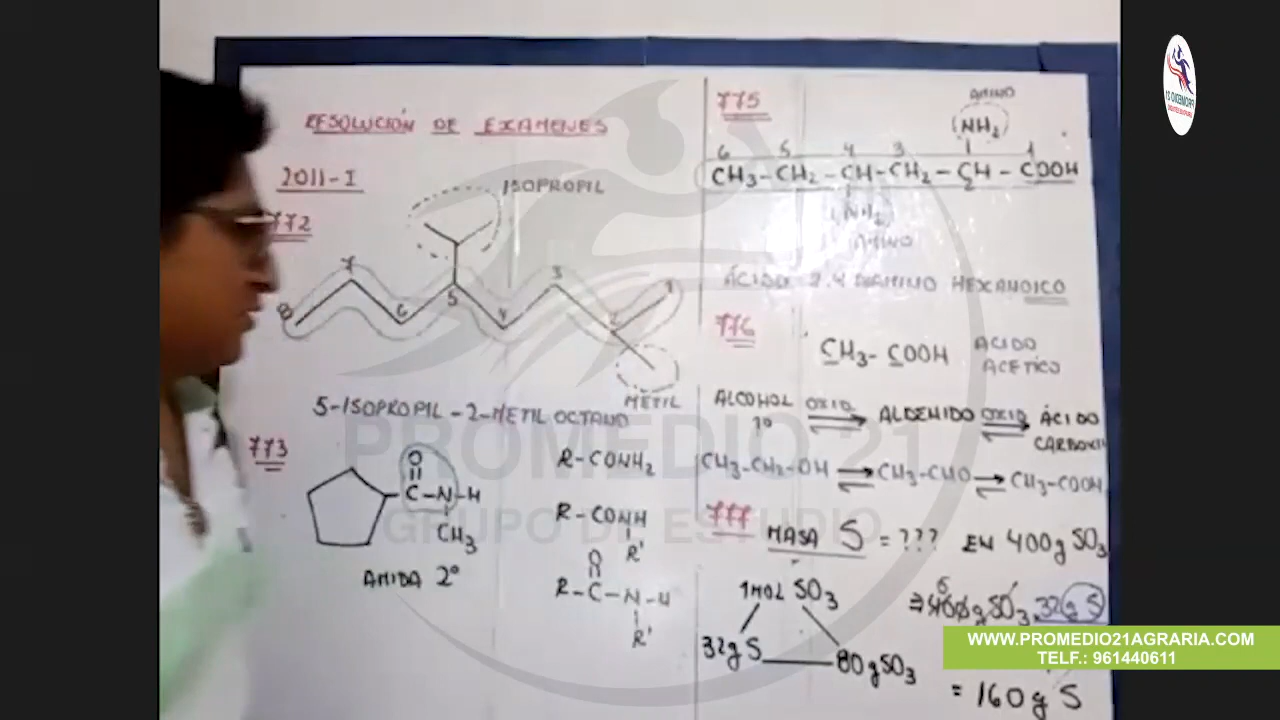 RESOLUCIÓN DE EXAMENES
2011-I
772
ISOPROPIL
8 7 6 5 4 3 2 1
METIL
5-ISOPROPIL-2-METIL OCTANO
773
O
C-N-H
CH3
AMIDA 2°
R-CONH2
R-CONH
R'
O
R-C-N-H
R'
775
AMINO
NH2
6 5 4 3 1
CH3-CH2-CH-CH2-CH-COOH
2
NH2
AMINO
ÁCIDO 2,4 DIAMINO HEXANOICO
776
CH3-COOH ACIDO
ACETICO
ALCOHOL OXID ALDEHIDO OXID ÁCIDO
1° CARBOXI
CH3-CH2-OH CH3-CHO CH3-COOH
777
MASA S = ??? EN 400g SO3
1MOL SO3
32g S 80gSO3
⇒ 400g SO3 . 32g S
5
= 160g S
PROMEDIO 21
GRUPO DE ESTUDIO
PROMEDIO 21
WWW.PROMEDIO21AGRARIA.COM
TELF.: 961440611